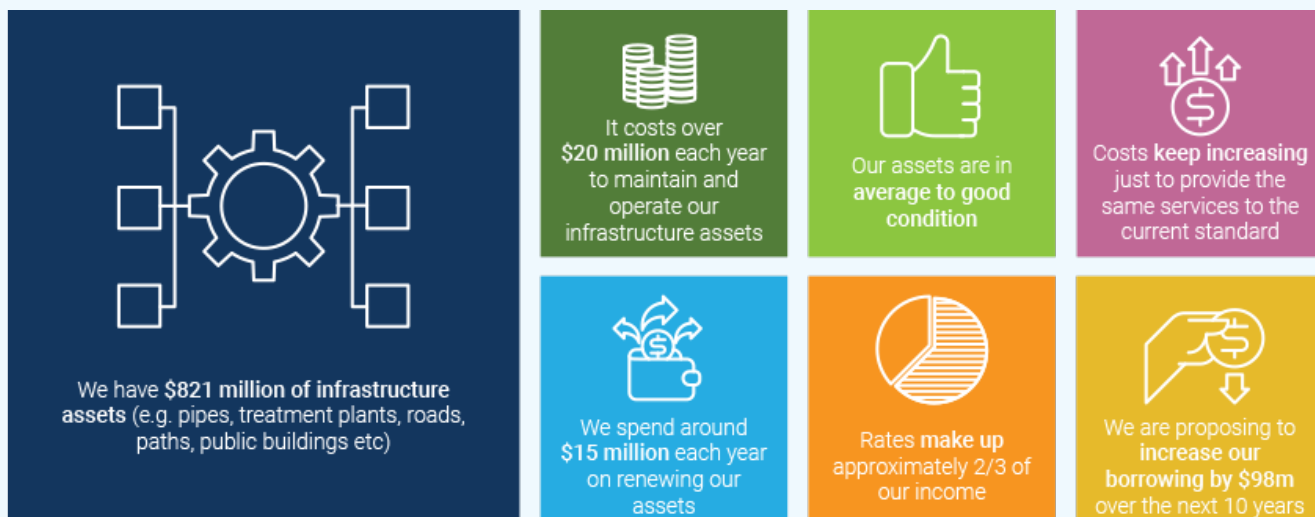 We have $821 million of infrastructure
assets (e.g. pipes, treatment plants, roads,
paths, public buildings etc)
It costs over
$20 million each year
to maintain and
operate our
infrastructure assets
Our assets are in
average to good
condition
Costs keep increasing
just to provide the
same services to the
current standard
We spend around
$15 million each year
on renewing our
assets
Rates make up
approximately 2/3 of
our income
We are proposing to
increase our
borrowing by $98m
over the next 10 years